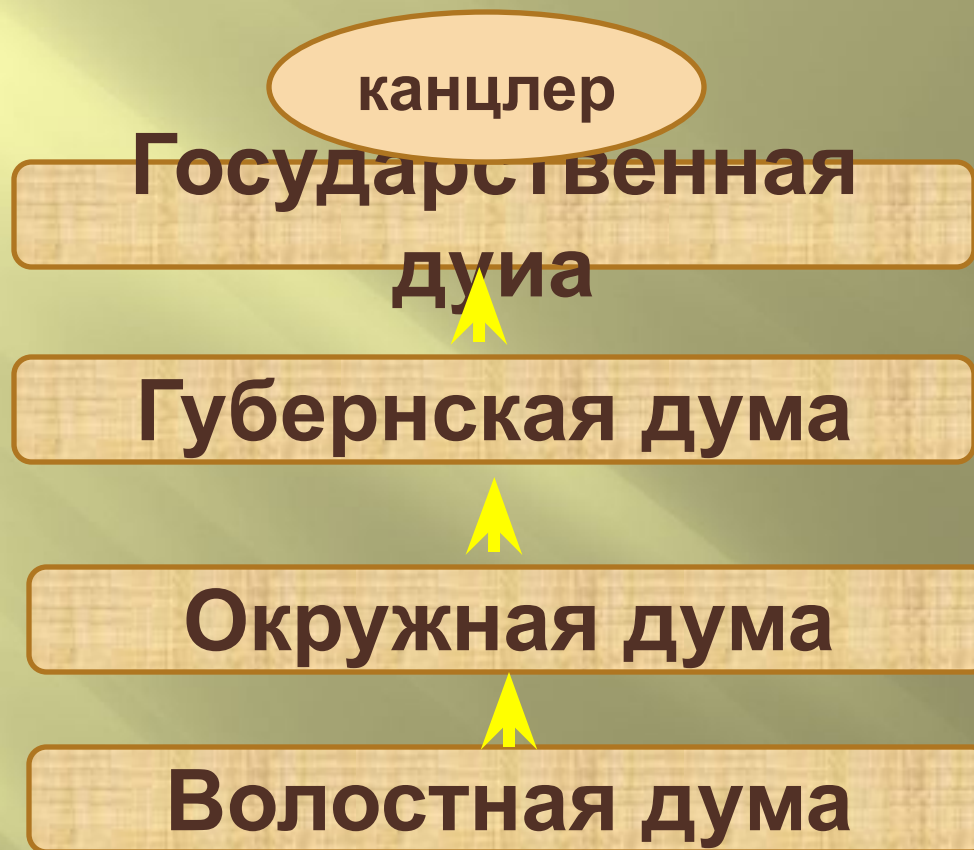 канцлер
Государственная
дуиа
Губернская дума
Окружная дума
Волостная дума